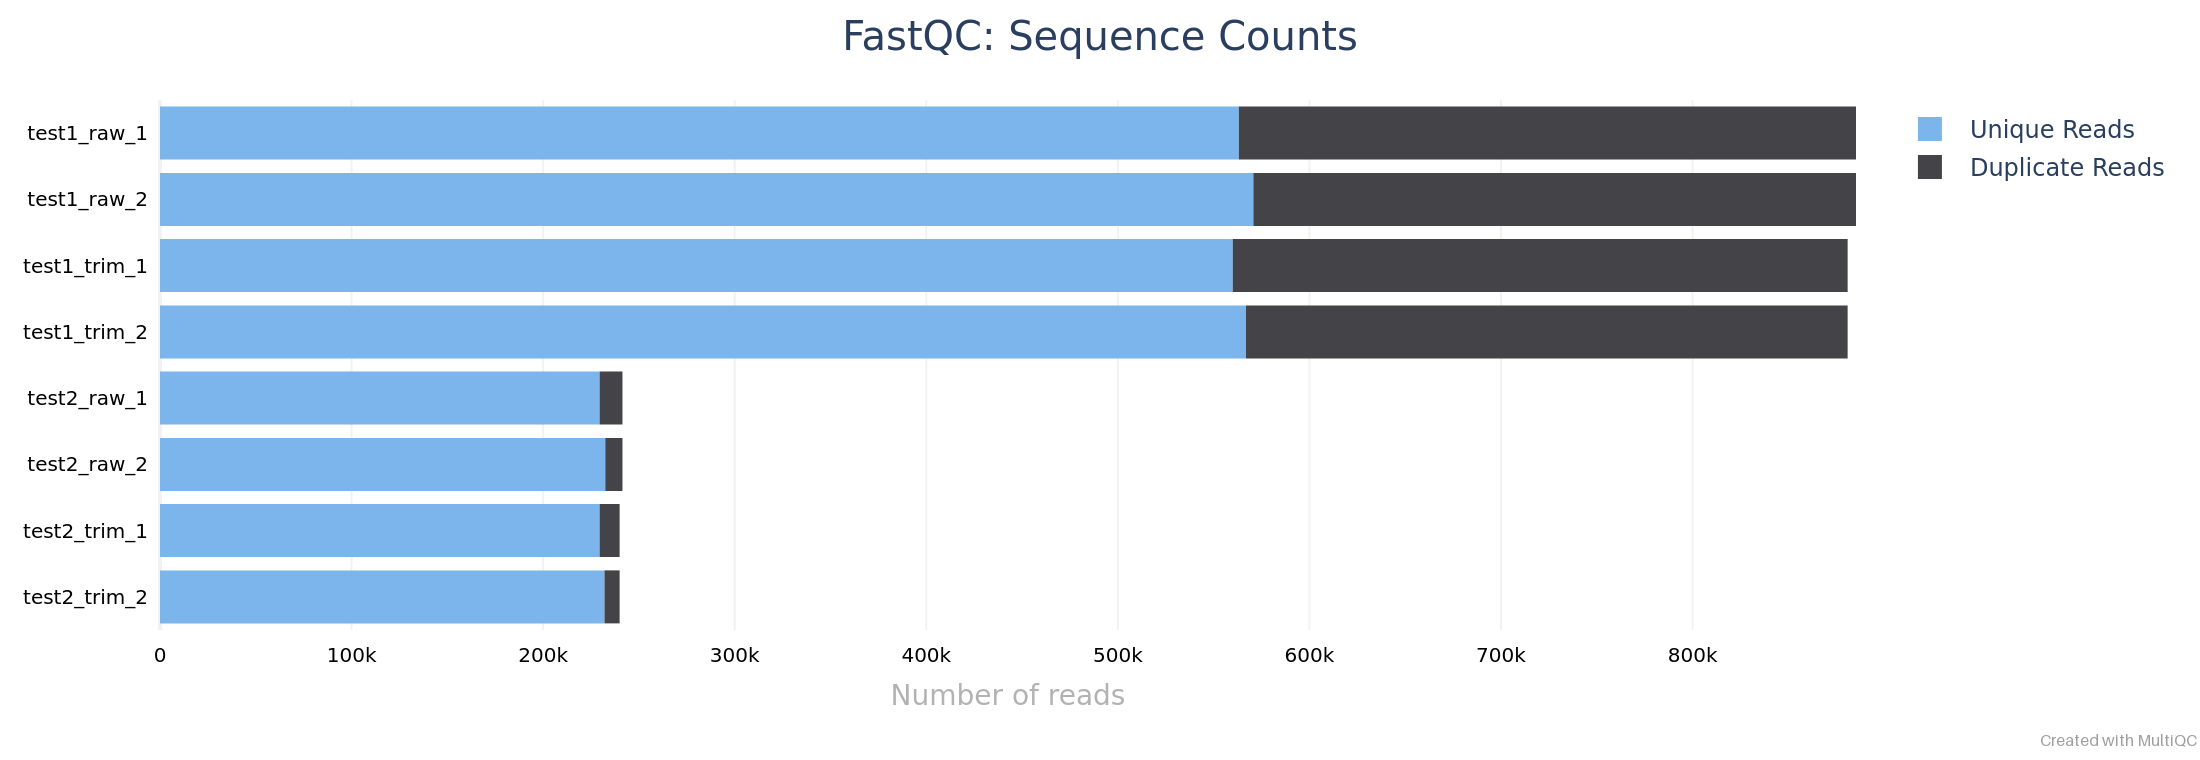 FastQC: Sequence Counts
test1_raw_1
test1_raw_2
test1_trim_1
test1_trim_2
test2_raw_1
test2_raw_2
test2_trim_1
test2_trim_2
0 100k 200k 300k 400k 500k 600k 700k 800k
Number of reads
Unique Reads
Duplicate Reads
Created with MultiQC